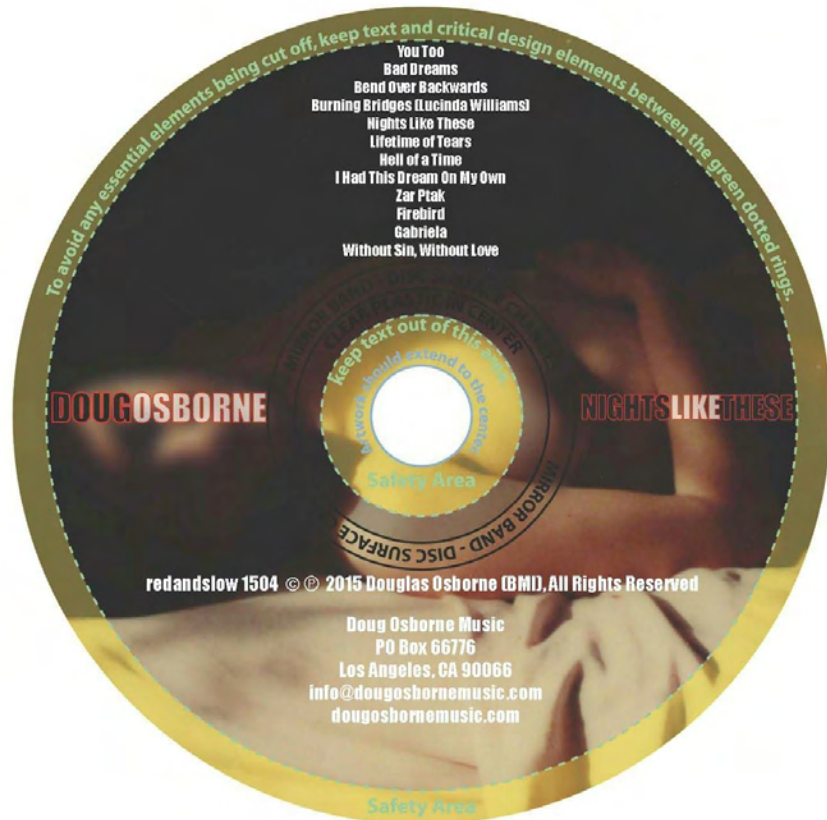 To avoid any essential elements being cut off, keep text and critical design elements between the green dotted rings.
You Too
Bad Dreams
Bend Over Backwards
Burning Bridges (Lucinda Williams)
Nights Like These
Lifetime of Tears
Hell of a Time
I Had This Dream On My Own
Zar Ptak
Firebird
Gabriela
Without Sin, Without Love
CLEAR PLASTIC IN CENTER
keep text out of this area
Artwork should extend to the center
DOUGOSBORNE
NIGHTSLIKETHESE
Safety Area
MIRROR BAND - DISC SURFACE
redandslow 1504 © ℗ 2015 Douglas Osborne (BMI), All Rights Reserved
Doug Osborne Music
PO Box 66776
Los Angeles, CA 90066
info@dougosbornemusic.com
dougosbornemusic.com
Safety Area